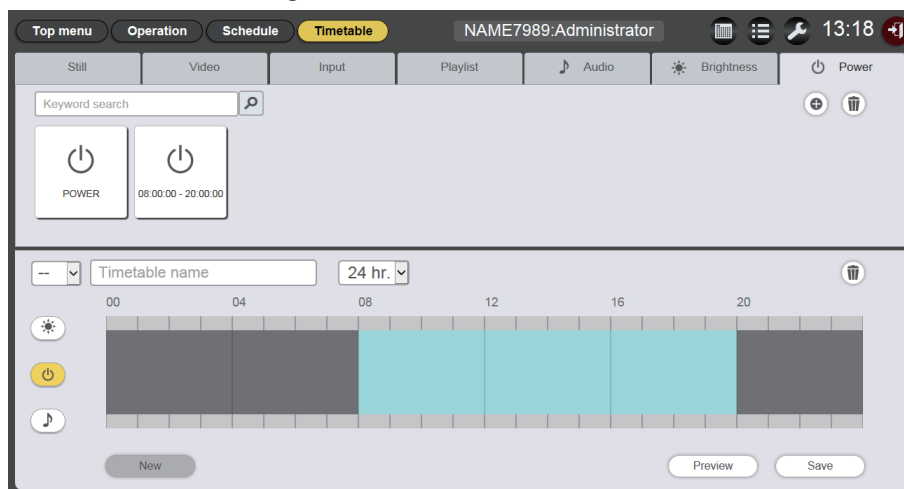 Top menu Operation Schedule Timetable NAME7989:Administrator 13:18
Still Video Input Playlist Audio Brightness Power
Keyword search
POWER 08:00:00 - 20:00:00
-- Timetable name 24 hr.
00 04 08 12 16 20
New Preview Save